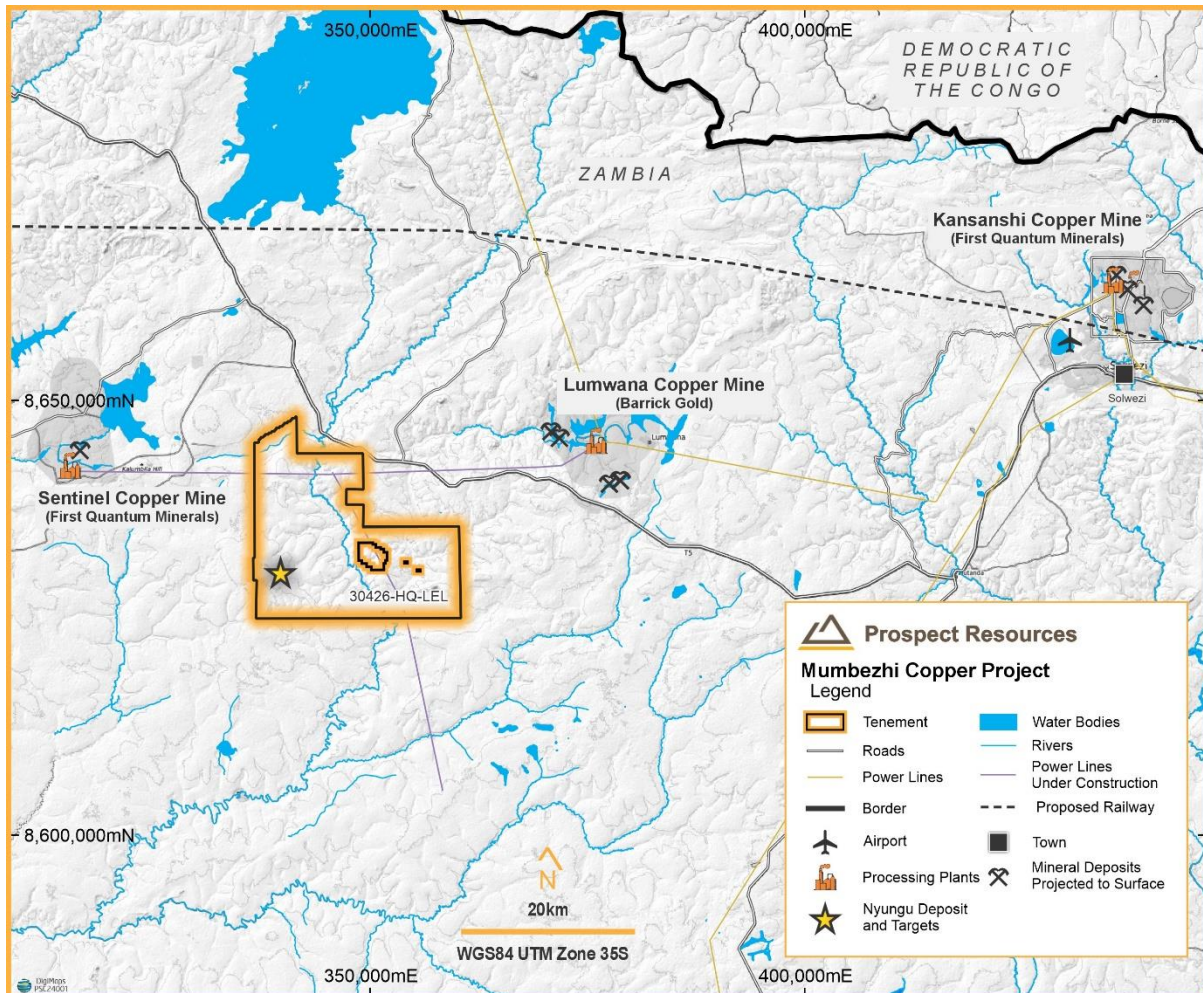 350,000mE
400,000mE
DEMOCRATIC
REPUBLIC OF
THE CONGO
ZAMBIA
Kansanshi Copper Mine
(First Quantum Minerals)
Lumwana Copper Mine
(Barrick Gold)
8,650,000mN
Solwezi
Kalumbila Mine
Sentinel Copper Mine
(First Quantum Minerals)
T5
30426-HQ-LEL
Prospect Resources
Mumbezhi Copper Project
Legend
Tenement
Water Bodies
Roads
Rivers
Power Lines
Power Lines
Under Construction
Border
Proposed Railway
Airport
Town
Processing Plants
Mineral Deposits
Projected to Surface
Nyungu Deposit
and Targets
8,600,000mN
N
20km
WGS84 UTM Zone 35S
DigiMaps
PSC24001
350,000mE
400,000mE